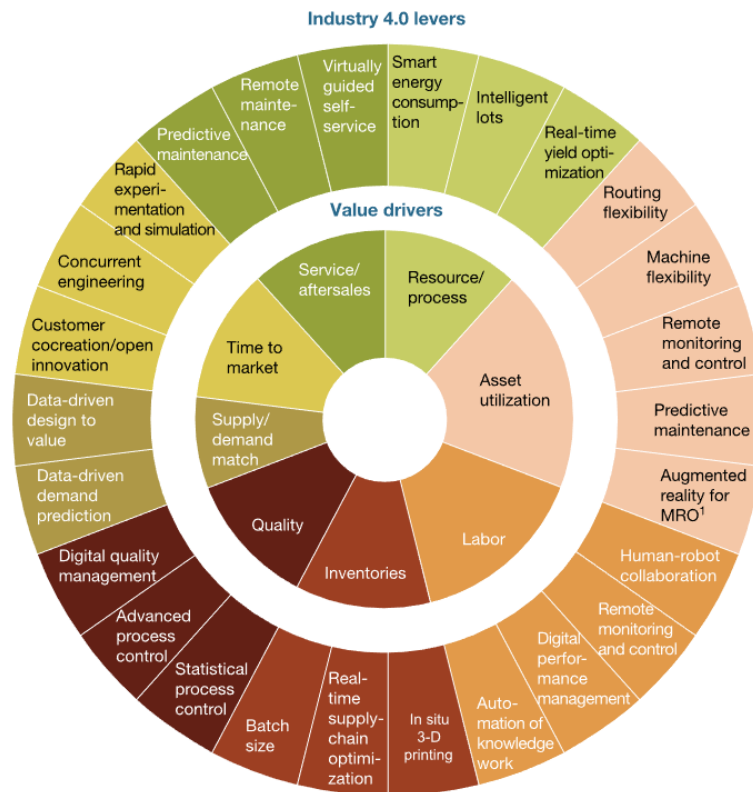 Industry 4.0 levers
Smart
energy
consump-
tion
Intelligent
lots
Real-time
yield opti-
mization
Routing
flexibility
Machine
flexibility
Remote
monitoring
and control
Predictive
maintenance
Augmented
reality for
MRO¹
Human-robot
collaboration
Remote
monitoring
and control
Digital
perfor-
mance
management
Auto-
mation of
knowledge
work
In situ
3-D
printing
Real-
time
supply-
chain
optimi-
zation
Batch
size
Statistical
process
control
Advanced
process
control
Digital quality
management
Data-driven
demand
prediction
Data-driven
design to
value
Customer
cocreation/open
innovation
Concurrent
engineering
Rapid
experi-
mentation
and simulation
Predictive
maintenance
Remote
mainte-
nance
Virtually
guided
self-
service
Value drivers
Resource/
process
Asset
utilization
Labor
Inventories
Quality
Supply/
demand
match
Time to
market
Service/
aftersales